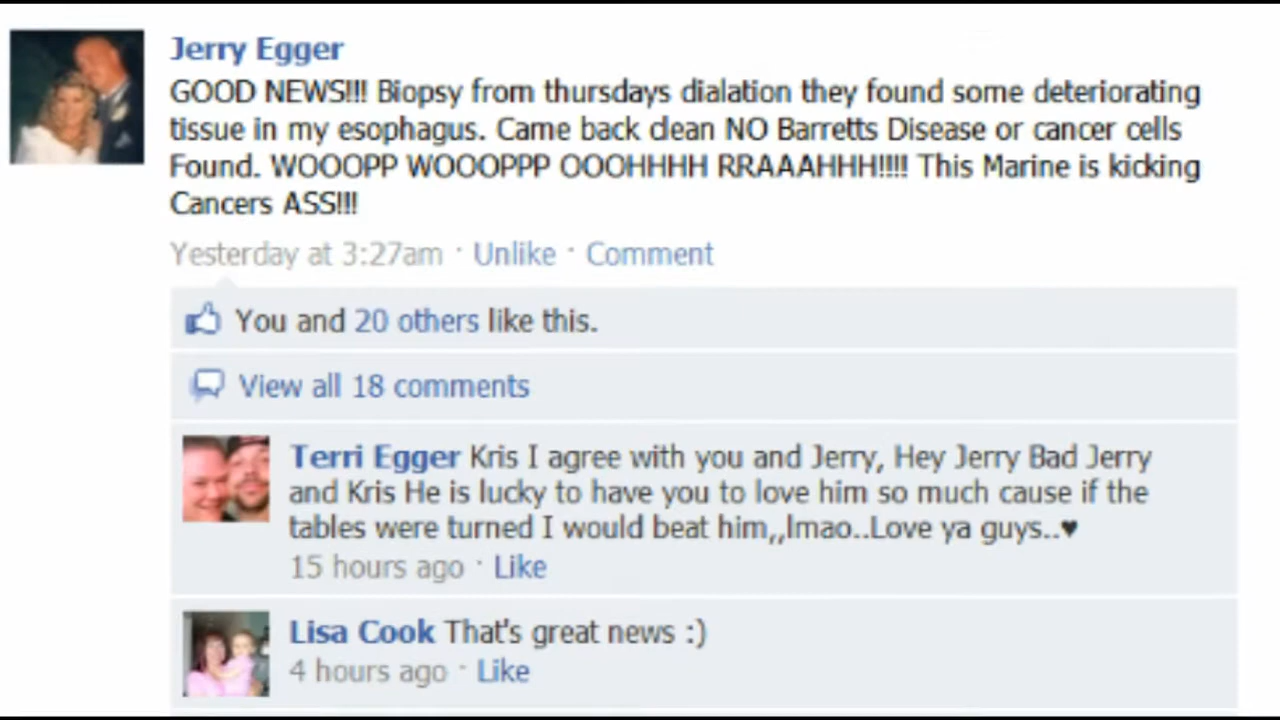 Jerry Egger
GOOD NEWS!!! Biopsy from thursdays dialation they found some deteriorating
tissue in my esophagus. Came back clean NO Barretts Disease or cancer cells
Found. WOOOPP WOOOPPP OOOHHHH RRAAAHHH!!!! This Marine is kicking
Cancers ASS!!!
Yesterday at 3:27am · Unlike · Comment
You and 20 others like this.
View all 18 comments
Terri Egger Kris I agree with you and Jerry, Hey Jerry Bad Jerry
and Kris He is lucky to have you to love him so much cause if the
tables were turned I would beat him,,lmao..Love ya guys..♥
15 hours ago · Like
Lisa Cook That's great news :)
4 hours ago · Like